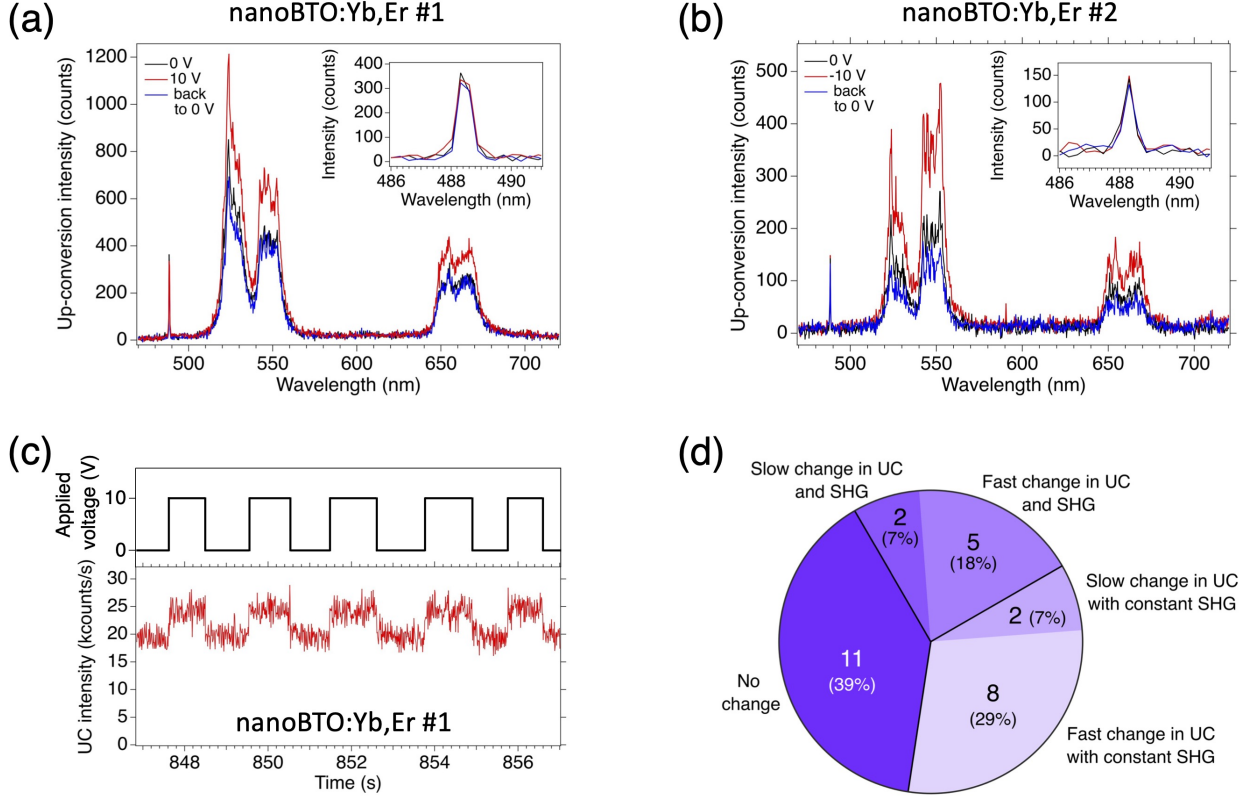 (a)
nanoBTO:Yb,Er #1
Up-conversion intensity (counts)
1200
1000
800
600
400
200
0
0 V
10 V
back
to 0 V
Intensity (counts)
400
300
200
100
0
486
488
490
Wavelength (nm)
500
550
600
650
700
Wavelength (nm)
(b)
nanoBTO:Yb,Er #2
Up-conversion intensity (counts)
500
400
300
200
100
0
0 V
-10 V
back
to 0 V
Intensity (counts)
150
100
50
0
486
488
490
Wavelength (nm)
500
550
600
650
700
Wavelength (nm)
(c)
Applied
voltage (V)
10
0
UC intensity (kcounts/s)
30
25
20
15
10
5
0
nanoBTO:Yb,Er #1
848
850
852
854
856
Time (s)
(d)
Slow change in UC
and SHG
2
(7%)
Fast change in UC
and SHG
5
(18%)
Slow change in UC
with constant SHG
2 (7%)
Fast change in UC
with constant SHG
8
(29%)
No
change
11
(39%)